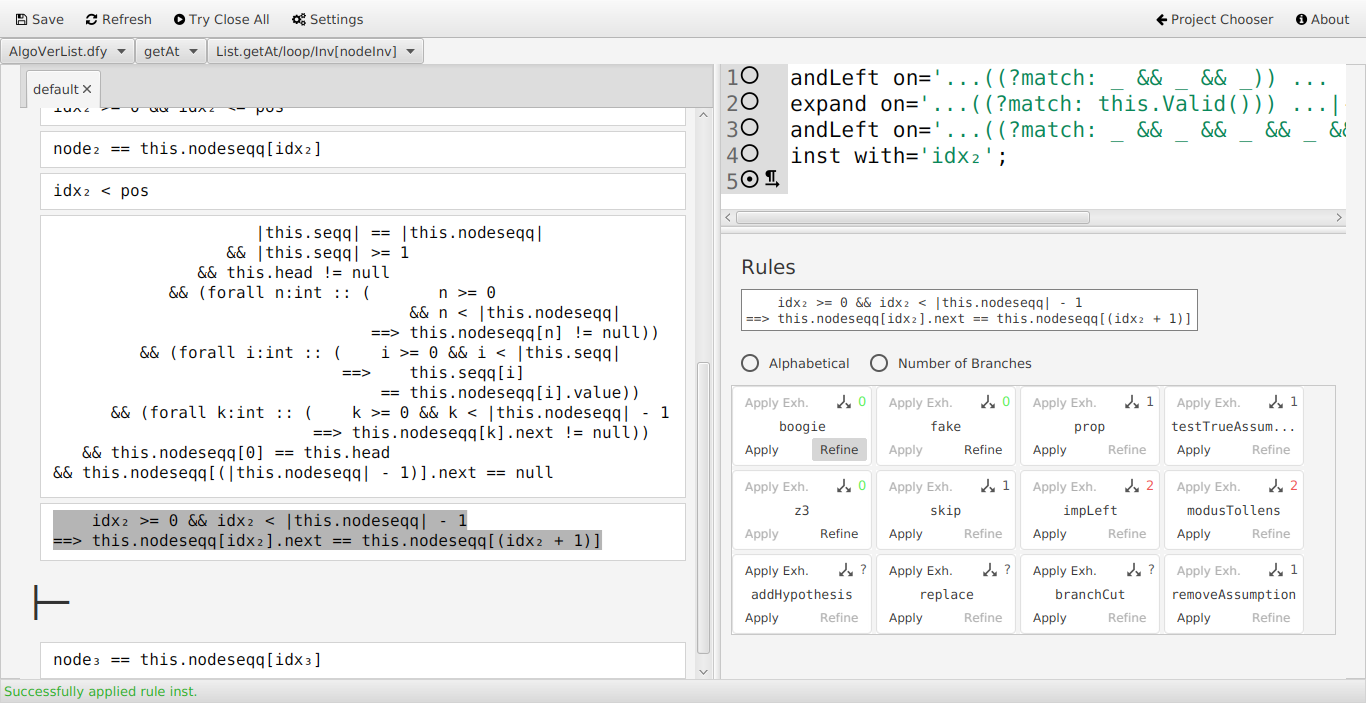 Save Refresh Try Close All Settings Project Chooser About
AlgoVerList.dfy getAt List.getAt/loop/Inv[nodeInv]
default
idx₂ >= 0 && idx₂ <= pos
node₂ == this.nodeseqq[idx₂]
idx₂ < pos
|this.seqq| == |this.nodeseqq|
&& |this.seqq| >= 1
&& this.head != null
&& (forall n:int :: ( n >= 0
&& n < |this.nodeseqq|
==> this.nodeseqq[n] != null))
&& (forall i:int :: ( i >= 0 && i < |this.seqq|
==> this.seqq[i]
== this.nodeseqq[i].value))
&& (forall k:int :: ( k >= 0 && k < |this.nodeseqq| - 1
==> this.nodeseqq[k].next != null))
&& this.nodeseqq[0] == this.head
&& this.nodeseqq[(|this.nodeseqq| - 1)].next == null
idx₂ >= 0 && idx₂ < |this.nodeseqq| - 1
==> this.nodeseqq[idx₂].next == this.nodeseqq[(idx₂ + 1)]
node₃ == this.nodeseqq[idx₃]
1 andLeft on='...((?match: _ && _ && _)) ...
2 expand on='...((?match: this.Valid())) ...|
3 andLeft on='...((?match: _ && _ && _ && _ &&
4 inst with='idx₂';
5
Rules
idx₂ >= 0 && idx₂ < |this.nodeseqq| - 1
==> this.nodeseqq[idx₂].next == this.nodeseqq[(idx₂ + 1)]
Alphabetical Number of Branches
Apply Exh. 0 Apply Exh. 0 Apply Exh. 1 Apply Exh. 1
boogie fake prop testTrueAssum...
Apply Refine Apply Refine Apply Refine Apply Refine
Apply Exh. 0 Apply Exh. 1 Apply Exh. 2 Apply Exh. 2
z3 skip impLeft modusTollens
Apply Refine Apply Refine Apply Refine Apply Refine
Apply Exh. ? Apply Exh. ? Apply Exh. ? Apply Exh. 1
addHypothesis replace branchCut removeAssumption
Apply Refine Apply Refine Apply Refine Apply Refine
Successfully applied rule inst.